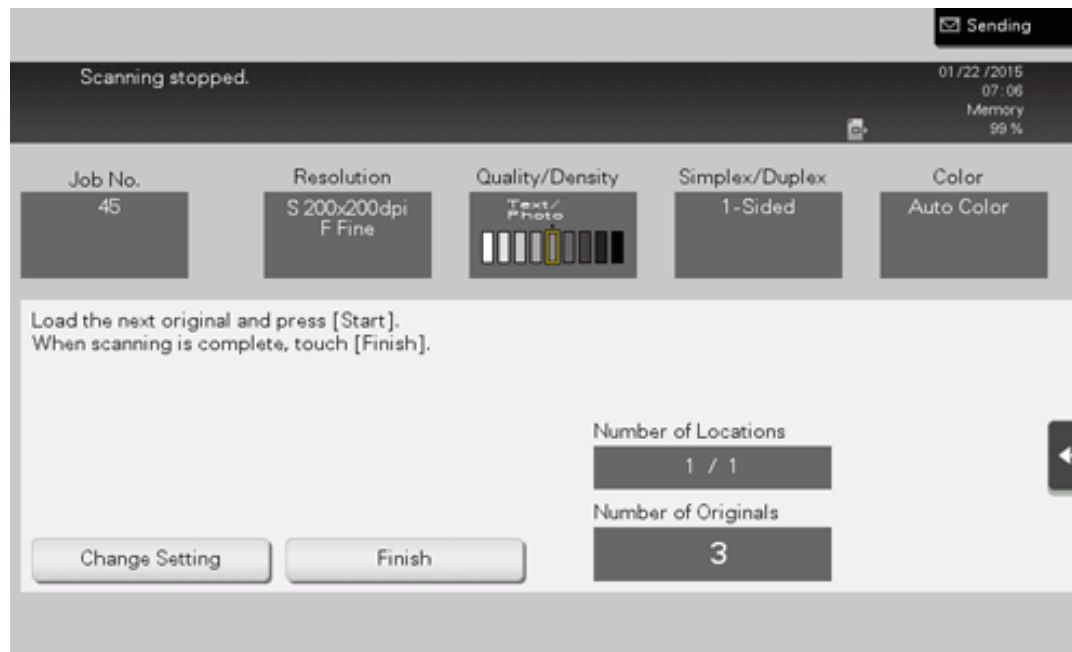 Sending
Scanning stopped.
01/22/2015
07:06
Memory
99 %
Job No.
45
Resolution
S 200x200dpi
F Fine
Quality/Density
Text/
Photo
Simplex/Duplex
1-Sided
Color
Auto Color
Load the next original and press [Start].
When scanning is complete, touch [Finish].
Number of Locations
1 / 1
Number of Originals
3
Change Setting
Finish